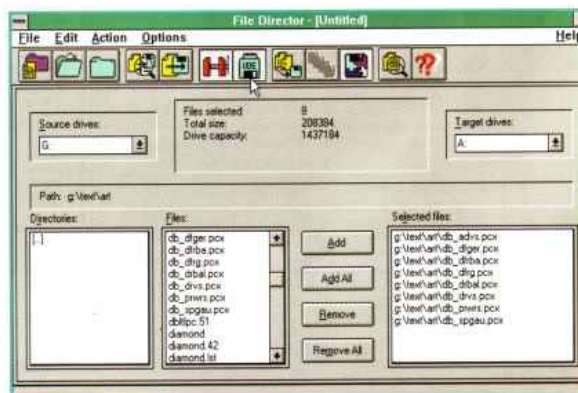 File Director - [Untitled]
File Edit Action Options Help
Files selected 8
Total size: 208384
Drive capacity: 1437184
Source drives:
G:
Target drives:
A:
Path: g:\text\art
Directories:
[..]
Files:
db_dfger.pcx
db_dfrba.pcx
db_dfrg.pcx
db_drbal.pcx
db_drvs.pcx
db_prwrs.pcx
db_spgau.pcx
diamond
diamond.42
diamond.lst
Add
Add All
Remove
Remove All
Selected files:
g:\text\art\db_advs.pcx
g:\text\art\db_dfger.pcx
g:\text\art\db_dfrba.pcx
g:\text\art\db_dfrg.pcx
g:\text\art\db_drbal.pcx
g:\text\art\db_drvs.pcx
g:\text\art\db_prwrs.pcx
g:\text\art\db_spgau.pcx